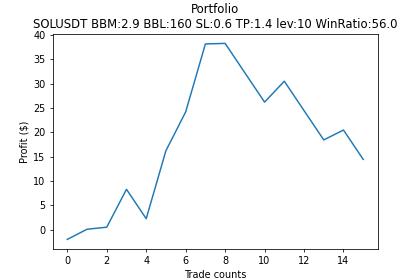 Portfolio
SOLUSDT BBM:2.9 BBL:160 SL:0.6 TP:1.4 lev:10 WinRatio:56.0
40
35
30
25
20
15
10
5
0
Profit ($)
0 2 4 6 8 10 12 14
Trade counts